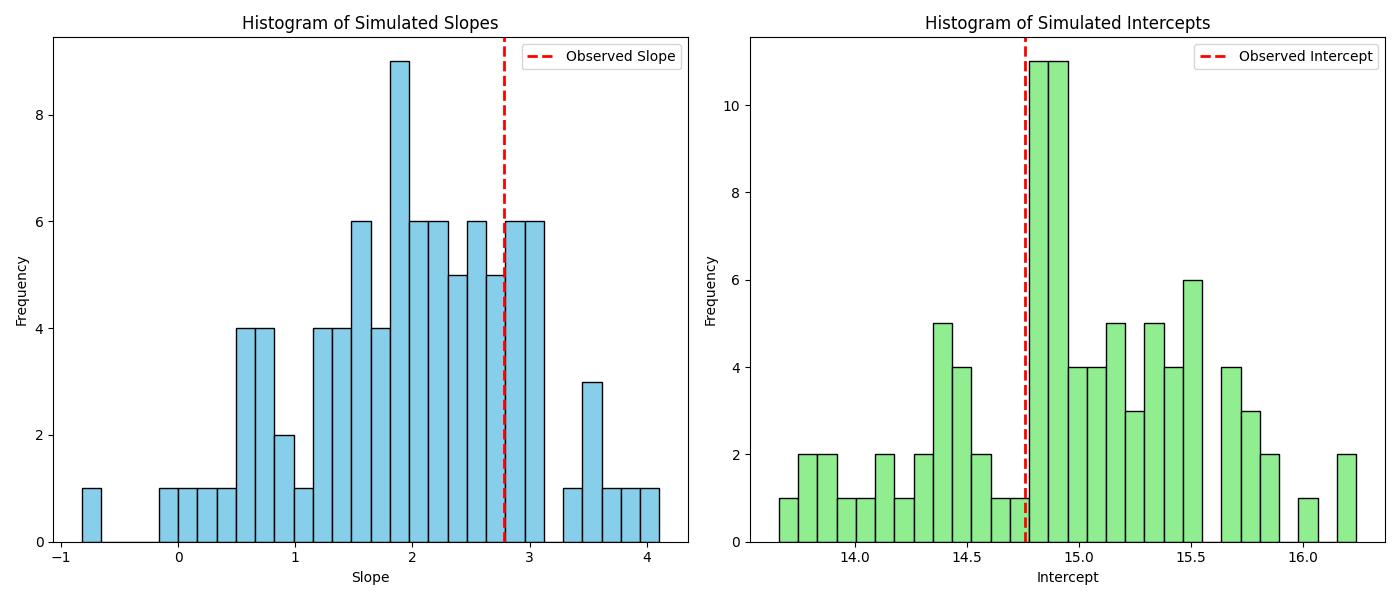 Histogram of Simulated Slopes
Observed Slope
Frequency
8
6
4
2
0
−1
0
1
2
3
4
Slope
Histogram of Simulated Intercepts
Observed Intercept
Frequency
10
8
6
4
2
0
14.0
14.5
15.0
15.5
16.0
Intercept